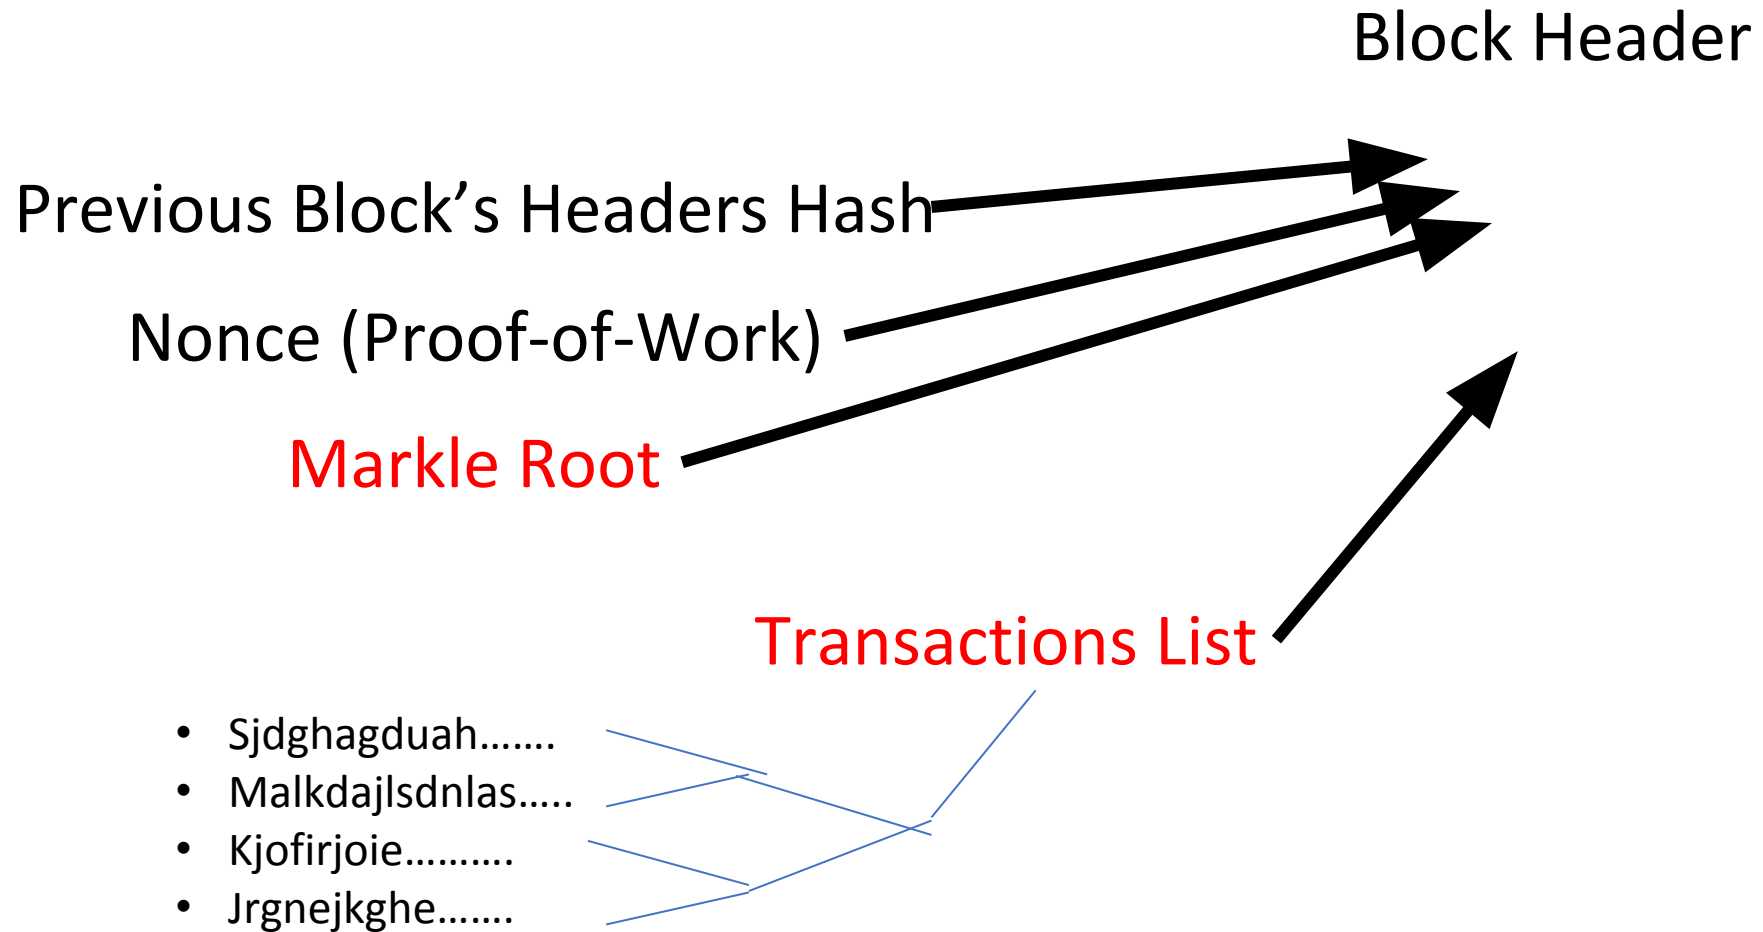 Block Header
Previous Block’s Headers Hash
Nonce (Proof-of-Work)
Markle Root
Transactions List
• Sjdghagduah…….
• Malkdajlsdnlas…..
• Kjofirjoie……….
• Jrgnejkghe…….